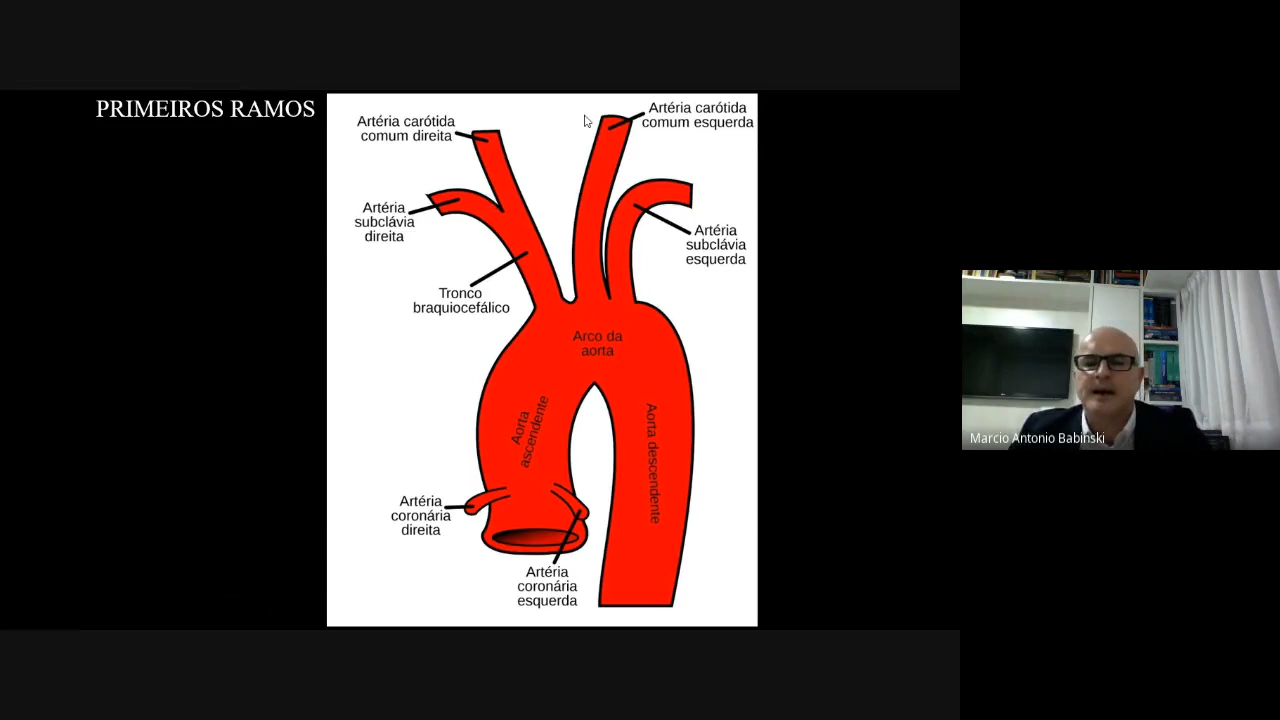 PRIMEIROS RAMOS
Artéria carótida
comum direita
Artéria carótida
comum esquerda
Artéria
subclávia
direita
Artéria
subclávia
esquerda
Tronco
braquiocefálico
Arco da
aorta
Aorta
ascendente
Aorta descendente
Artéria
coronária
direita
Artéria
coronária
esquerda
Marcio Antonio Babinski